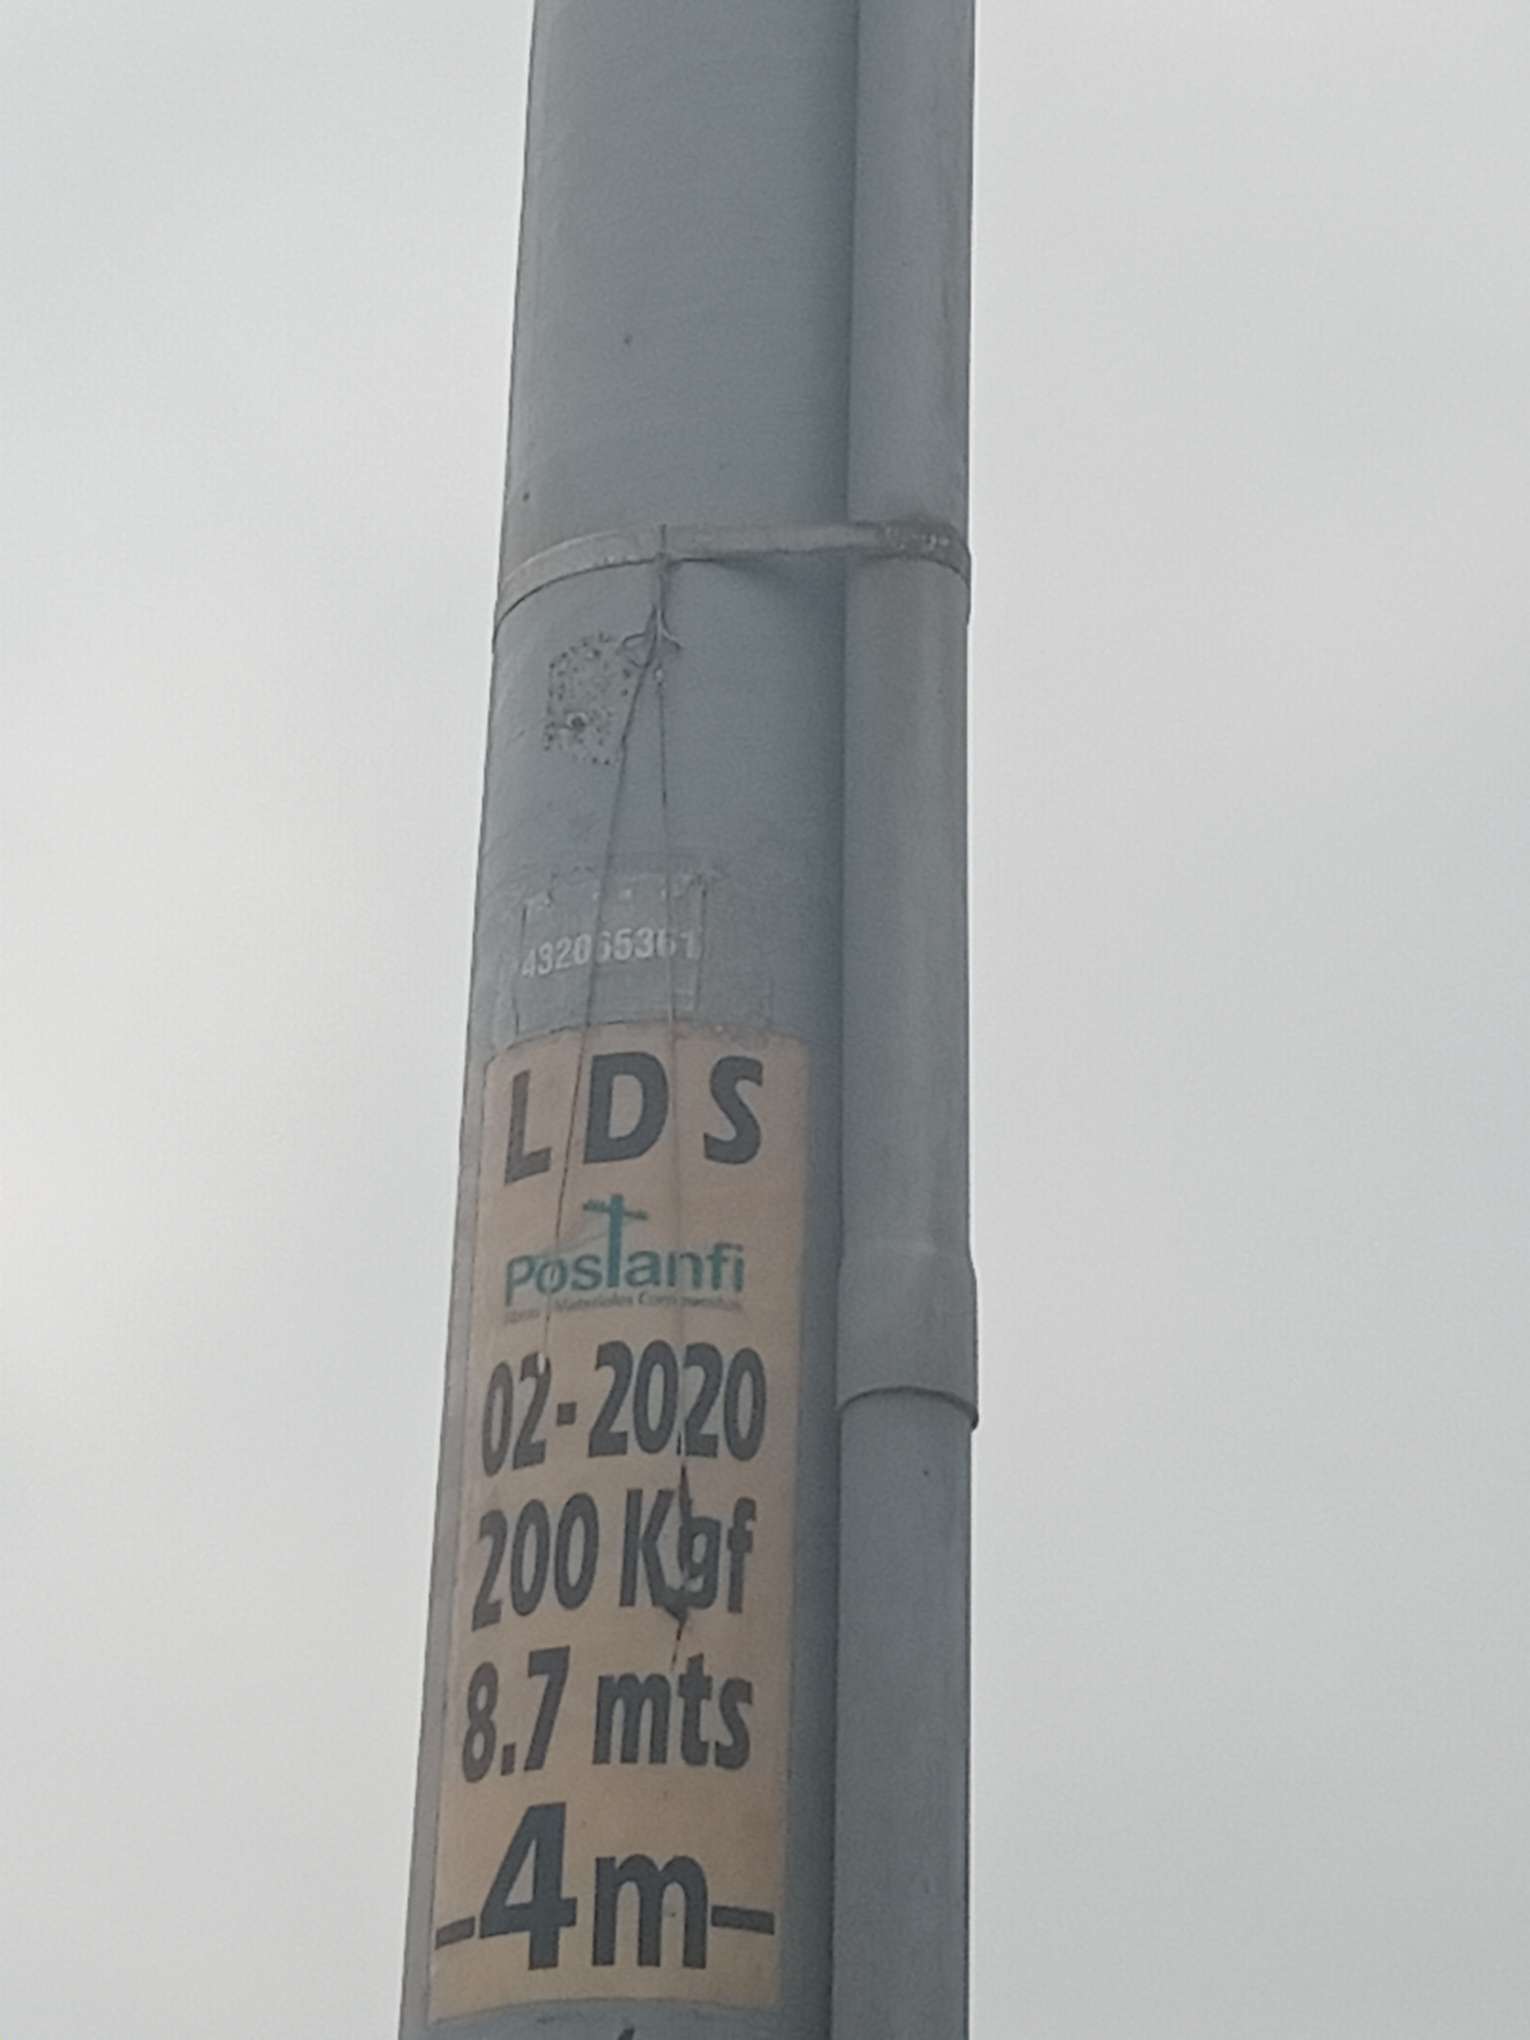 432065361
LDS
Postanfi
02-2020
200 Kgf
8.7 mts
-4m-